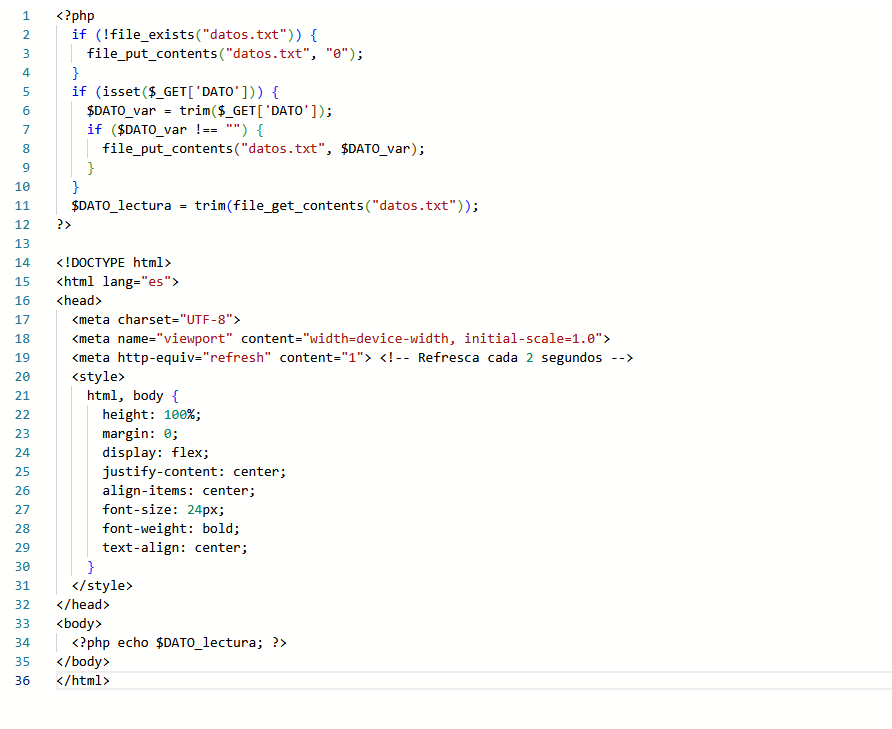 1 <?php
2   if (!file_exists("datos.txt")) {
3     file_put_contents("datos.txt", "0");
4   }
5   if (isset($_GET['DATO'])) {
6     $DATO_var = trim($_GET['DATO']);
7     if ($DATO_var !== "") {
8       file_put_contents("datos.txt", $DATO_var);
9     }
10   }
11   $DATO_lectura = trim(file_get_contents("datos.txt"));
12 ?>
13
14 <!DOCTYPE html>
15 <html lang="es">
16 <head>
17   <meta charset="UTF-8">
18   <meta name="viewport" content="width=device-width, initial-scale=1.0">
19   <meta http-equiv="refresh" content="1"> <!-- Refresca cada 2 segundos -->
20   <style>
21     html, body {
22       height: 100%;
23       margin: 0;
24       display: flex;
25       justify-content: center;
26       align-items: center;
27       font-size: 24px;
28       font-weight: bold;
29       text-align: center;
30     }
31   </style>
32 </head>
33 <body>
34   <?php echo $DATO_lectura; ?>
35 </body>
36 </html>